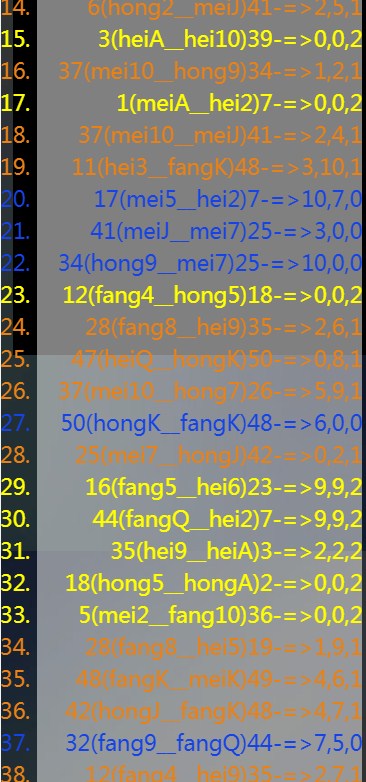 14. 6(hong2__meiJ)41-=>2,5,1
15. 3(heiA__hei10)39-=>0,0,2
16. 37(mei10__hong9)34-=>1,2,1
17. 1(meiA__hei2)7-=>0,0,2
18. 37(mei10__meiJ)41-=>2,4,1
19. 11(hei3__fangK)48-=>3,10,1
20. 17(mei5__hei2)7-=>10,7,0
21. 41(meiJ__mei7)25-=>3,0,0
22. 34(hong9__mei7)25-=>10,0,0
23. 12(fang4__hong5)18-=>0,0,2
24. 28(fang8__hei9)35-=>2,6,1
25. 47(heiQ__hongK)50-=>0,8,1
26. 37(mei10__hong7)26-=>5,9,1
27. 50(hongK__fangK)48-=>6,0,0
28. 25(mei7__hongJ)42-=>0,2,1
29. 16(fang5__hei6)23-=>9,9,2
30. 44(fangQ__hei2)7-=>9,9,2
31. 35(hei9__heiA)3-=>2,2,2
32. 18(hong5__hongA)2-=>0,0,2
33. 5(mei2__fang10)36-=>0,0,2
34. 28(fang8__hei5)19-=>1,9,1
35. 48(fangK__meiK)49-=>4,6,1
36. 42(hongJ__fangK)48-=>4,7,1
37. 32(fang9__fangQ)44-=>7,5,0
38. 12(fang4__hei9)35-=>2,7,1